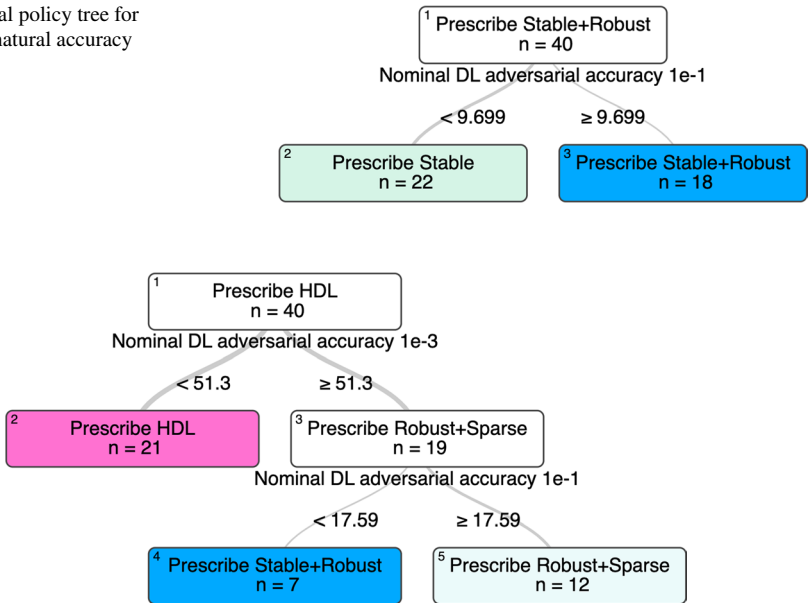 al policy tree for
natural accuracy
1 Prescribe Stable+Robust
n = 40
Nominal DL adversarial accuracy 1e-1
< 9.699 ≥ 9.699
2 Prescribe Stable
n = 22
3 Prescribe Stable+Robust
n = 18
1 Prescribe HDL
n = 40
Nominal DL adversarial accuracy 1e-3
< 51.3 ≥ 51.3
2 Prescribe HDL
n = 21
3 Prescribe Robust+Sparse
n = 19
Nominal DL adversarial accuracy 1e-1
< 17.59 ≥ 17.59
4 Prescribe Stable+Robust
n = 7
5 Prescribe Robust+Sparse
n = 12